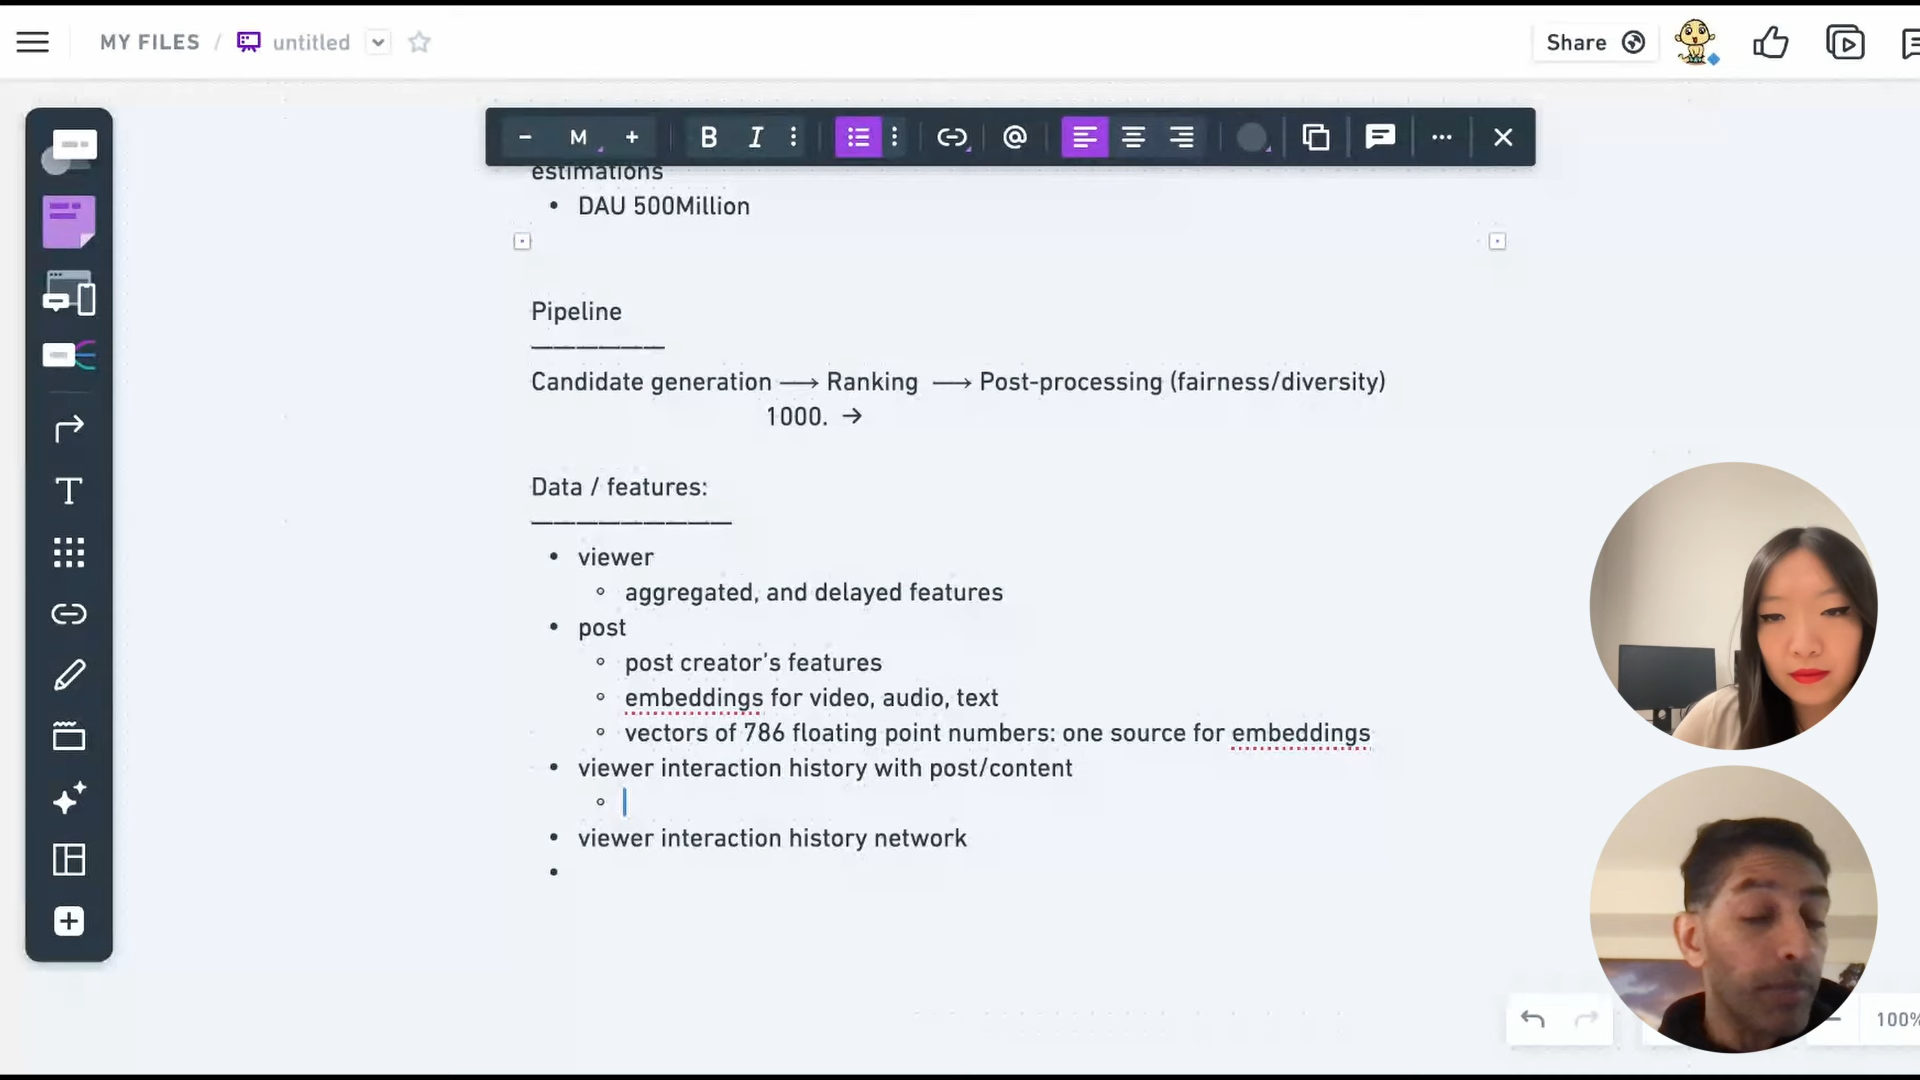 MY FILES / untitled
Share
M B I @
estimations
• DAU 500Million
Pipeline
——————
Candidate generation —> Ranking —> Post-processing (fairness/diversity)
1000. →
Data / features:
—————————
• viewer
◦ aggregated, and delayed features
• post
◦ post creator’s features
◦ embeddings for video, audio, text
◦ vectors of 786 floating point numbers: one source for embeddings
• viewer interaction history with post/content
◦
• viewer interaction history network
•
100%